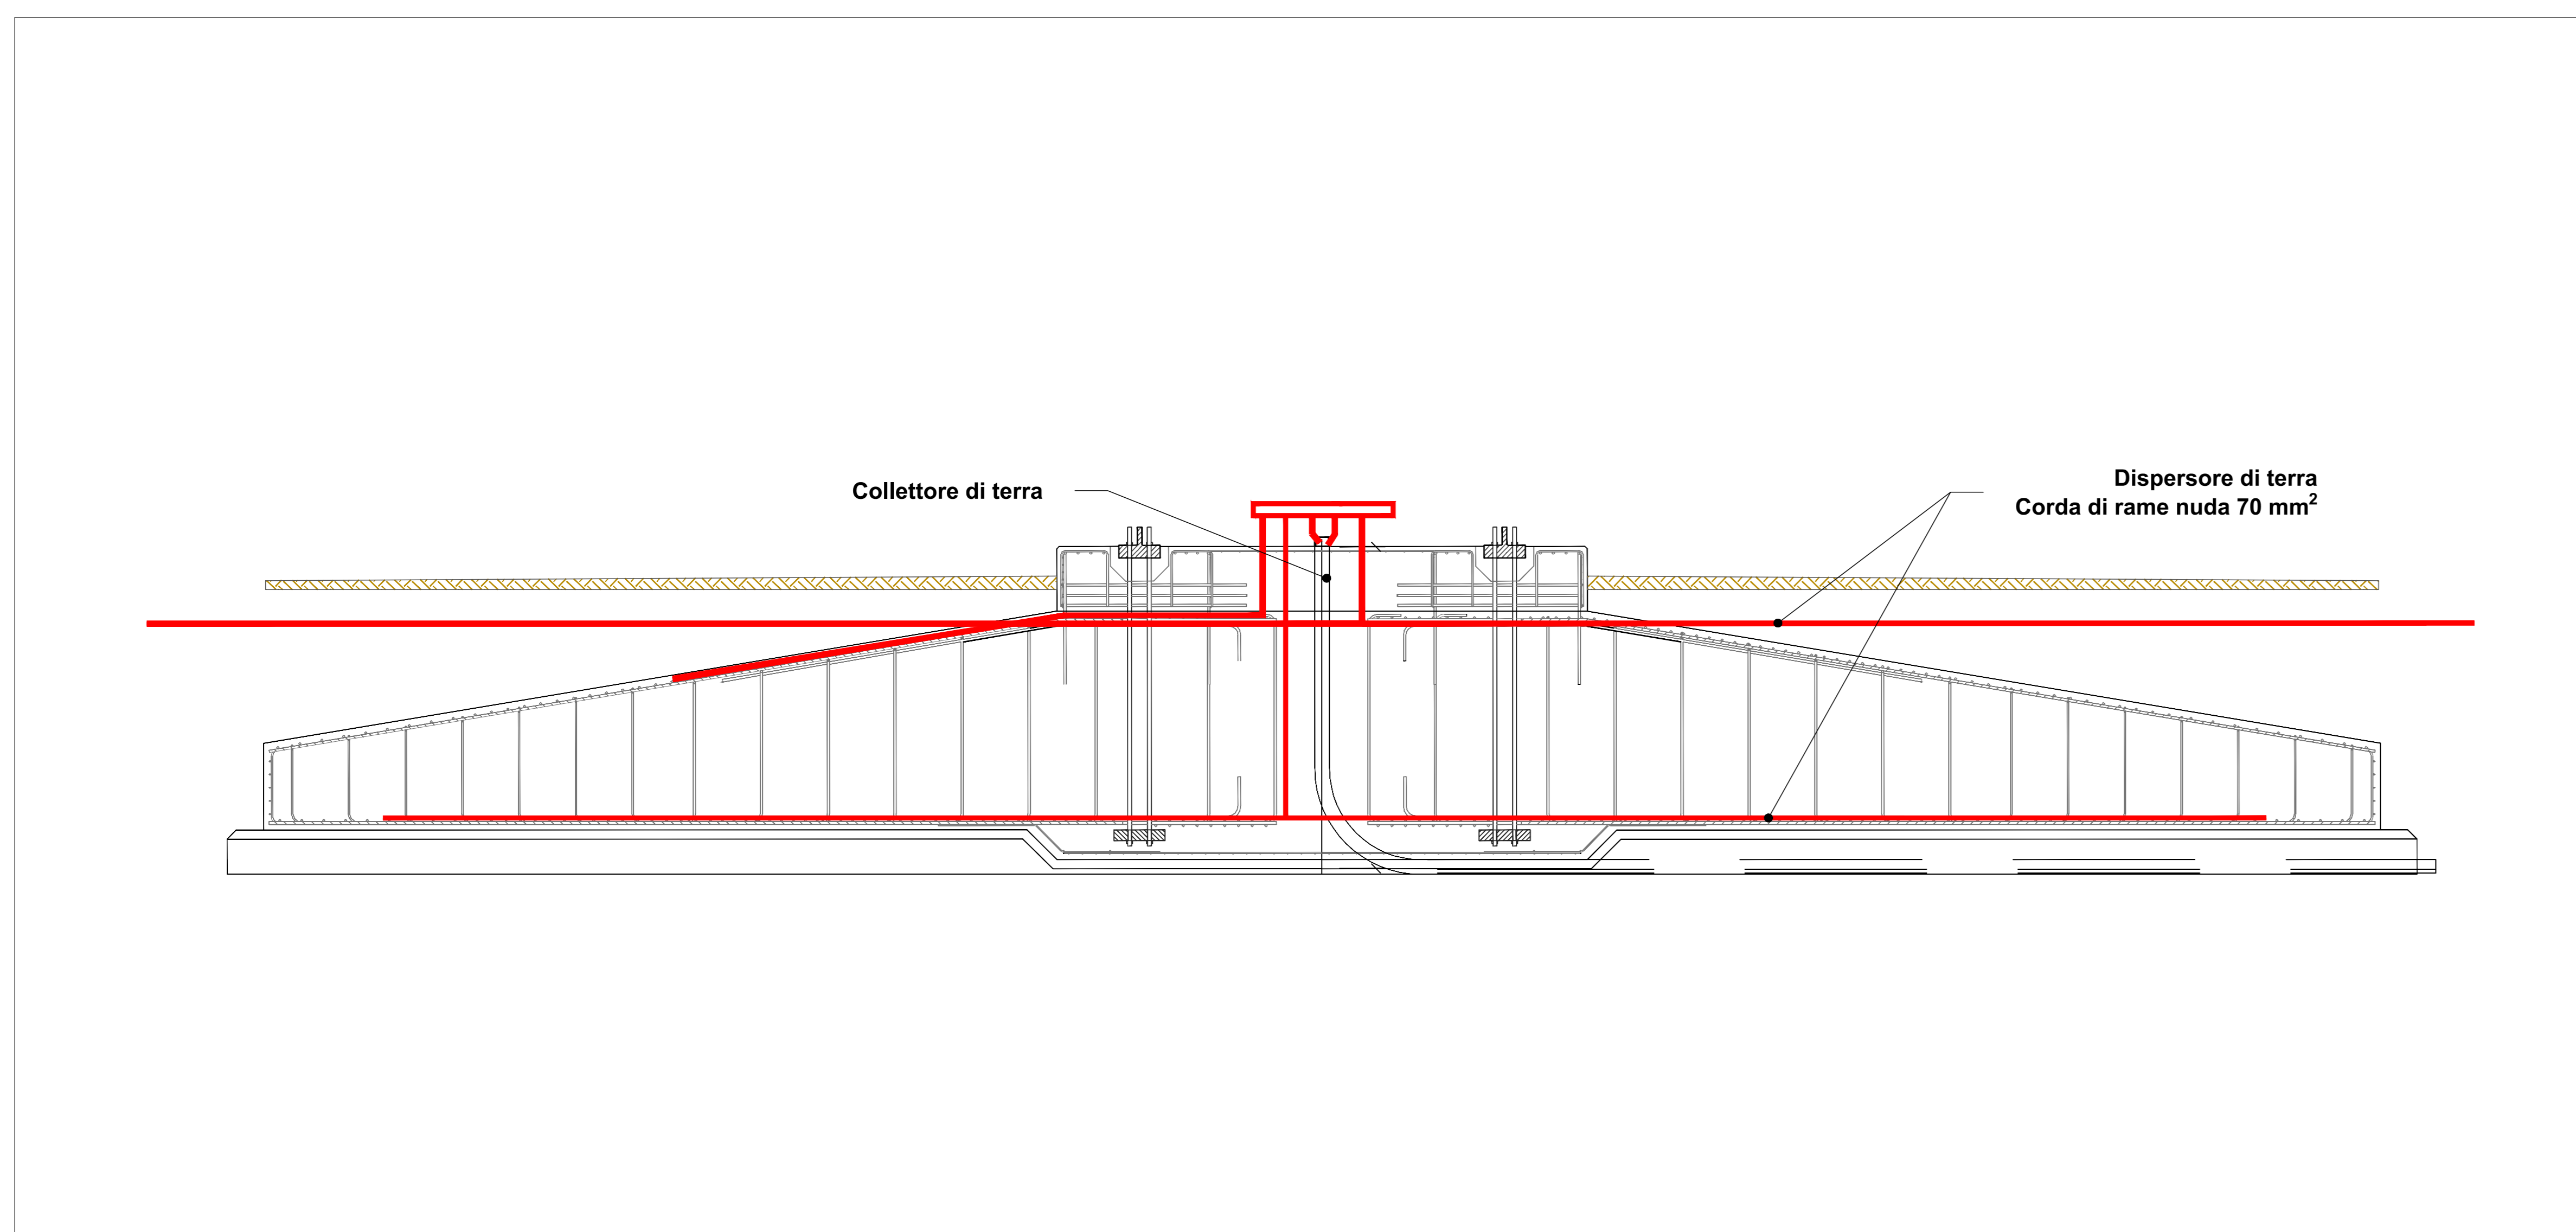 Collettore di terra
Dispersore di terra
Corda di rame nuda 70 mm²